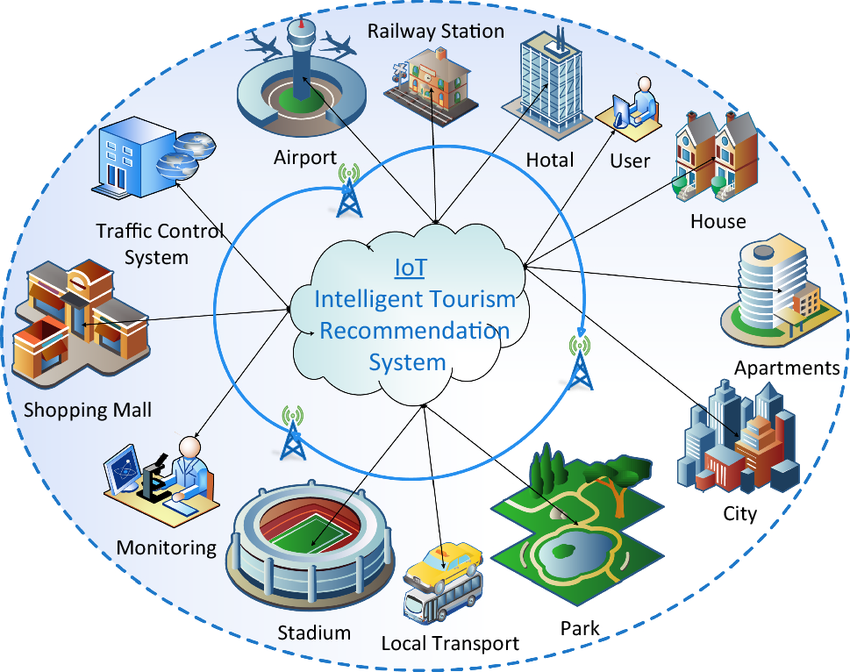 Railway Station
Airport
Hotal
User
House
Traffic Control
System
IoT
Intelligent Tourism
Recommendation
System
Apartments
Shopping Mall
City
Monitoring
Stadium
Local Transport
Park